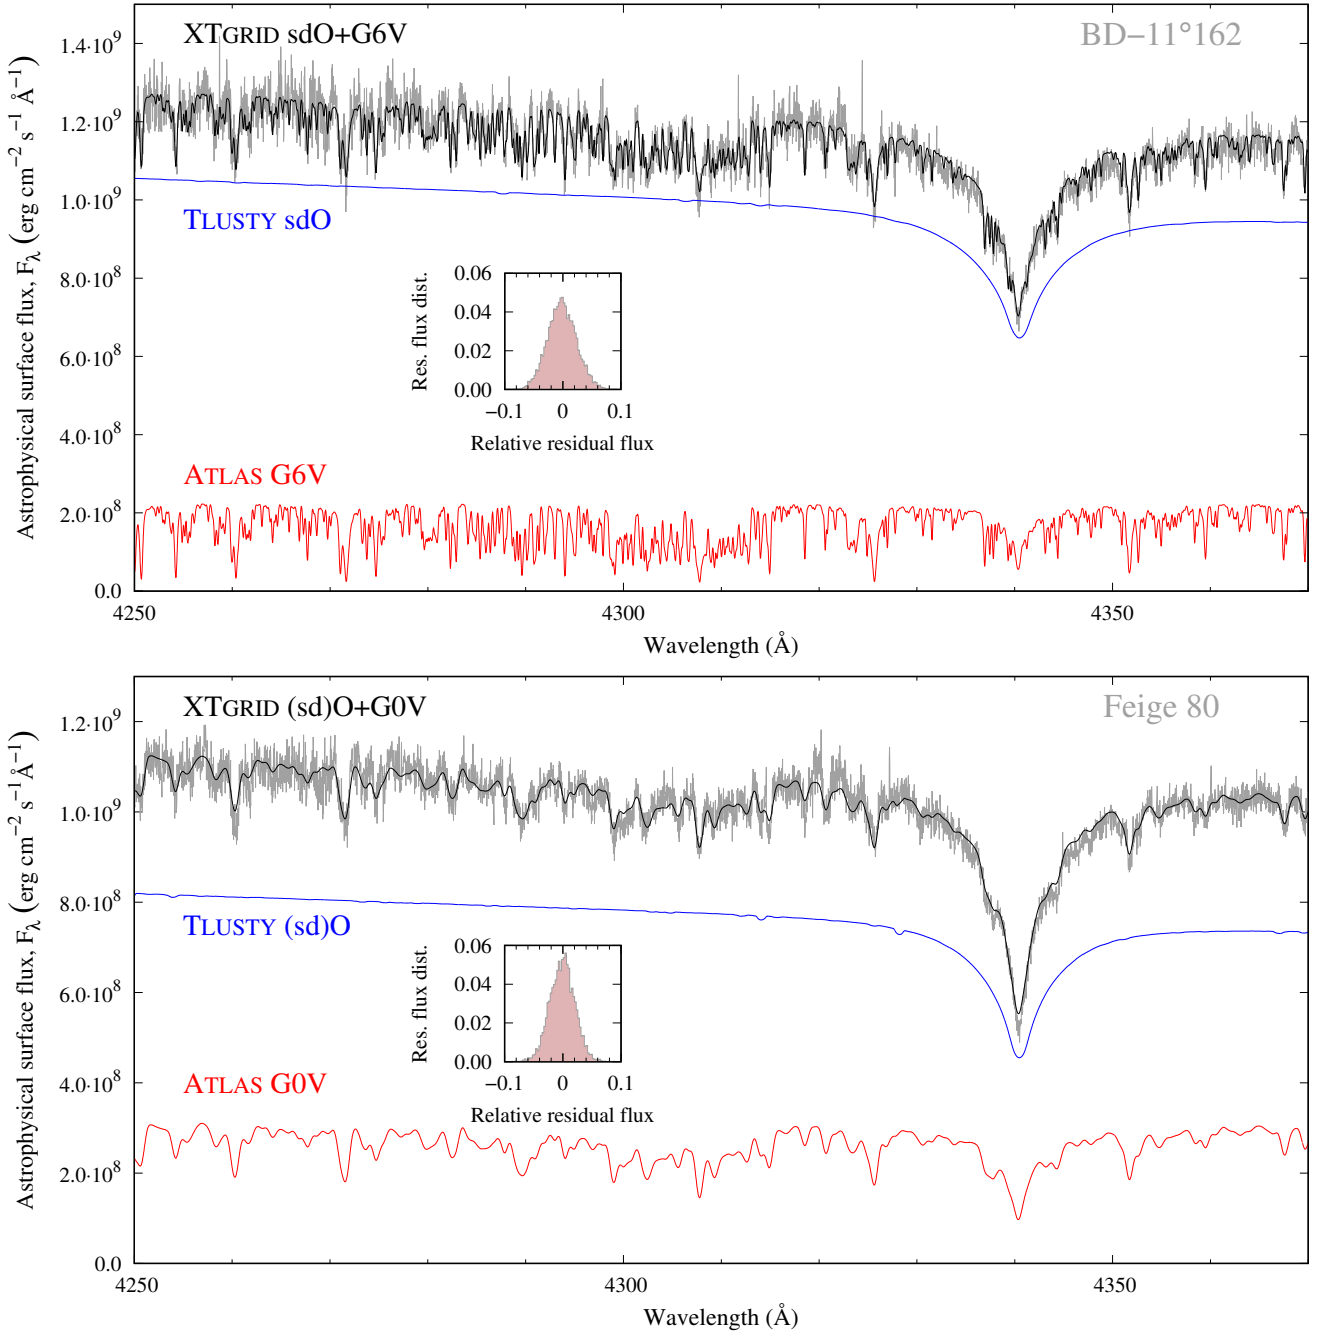 XTGRID sdO+G6V
BD−11°162
1.4·10⁹
1.2·10⁹
1.0·10⁹
8.0·10⁸
6.0·10⁸
4.0·10⁸
2.0·10⁸
0.0
Astrophysical surface flux, F_λ (erg cm⁻² s⁻¹ Å⁻¹)
TLUSTY sdO
Res. flux dist.
0.06
0.04
0.02
0.00
−0.1 0 0.1
Relative residual flux
ATLAS G6V
4250 4300 4350
Wavelength (Å)
XTGRID (sd)O+G0V
Feige 80
1.2·10⁹
1.0·10⁹
8.0·10⁸
6.0·10⁸
4.0·10⁸
2.0·10⁸
0.0
Astrophysical surface flux, F_λ (erg cm⁻² s⁻¹ Å⁻¹)
TLUSTY (sd)O
Res. flux dist.
0.06
0.04
0.02
0.00
−0.1 0 0.1
Relative residual flux
ATLAS G0V
4250 4300 4350
Wavelength (Å)